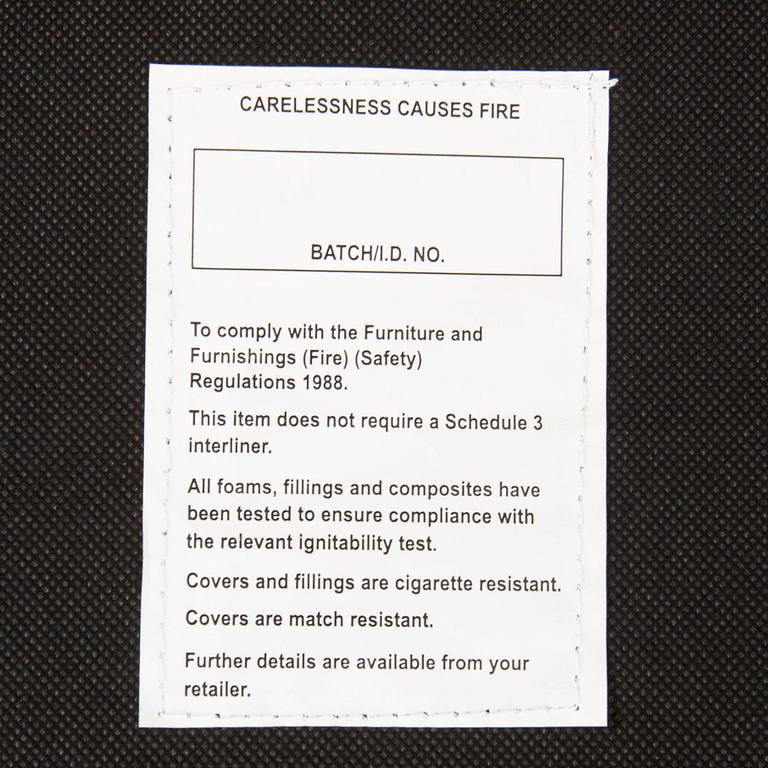 CARELESSNESS CAUSES FIRE
BATCH/I.D. NO.
To comply with the Furniture and
Furnishings (Fire) (Safety)
Regulations 1988.
This item does not require a Schedule 3
interliner.
All foams, fillings and composites have
been tested to ensure compliance with
the relevant ignitability test.
Covers and fillings are cigarette resistant.
Covers are match resistant.
Further details are available from your
retailer.